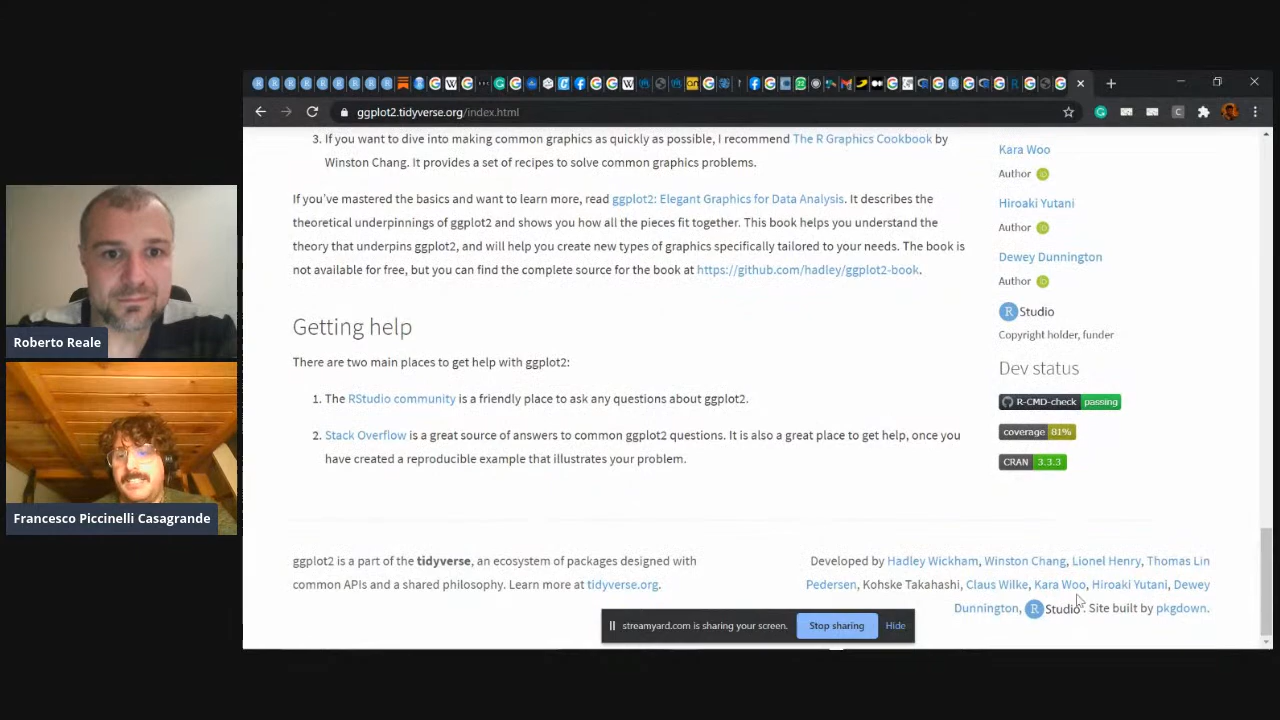 ggplot2.tidyverse.org/index.html
3. If you want to dive into making common graphics as quickly as possible, I recommend The R Graphics Cookbook by
Winston Chang. It provides a set of recipes to solve common graphics problems.
If you've mastered the basics and want to learn more, read ggplot2: Elegant Graphics for Data Analysis. It describes the
theoretical underpinnings of ggplot2 and shows you how all the pieces fit together. This book helps you understand the
theory that underpins ggplot2, and will help you create new types of graphics specifically tailored to your needs. The book is
not available for free, but you can find the complete source for the book at https://github.com/hadley/ggplot2-book.
Getting help
There are two main places to get help with ggplot2:
1. The RStudio community is a friendly place to ask any questions about ggplot2.
2. Stack Overflow is a great source of answers to common ggplot2 questions. It is also a great place to get help, once you
have created a reproducible example that illustrates your problem.
Kara Woo
Author
Hiroaki Yutani
Author
Dewey Dunnington
Author
R Studio
Copyright holder, funder
Dev status
R-CMD-check passing
coverage 81%
CRAN 3.3.3
ggplot2 is a part of the tidyverse, an ecosystem of packages designed with
common APIs and a shared philosophy. Learn more at tidyverse.org.
Developed by Hadley Wickham, Winston Chang, Lionel Henry, Thomas Lin
Pedersen, Kohske Takahashi, Claus Wilke, Kara Woo, Hiroaki Yutani, Dewey
Dunnington, R Studio. Site built by pkgdown.
streamyard.com is sharing your screen. Stop sharing Hide
Roberto Reale
Francesco Piccinelli Casagrande